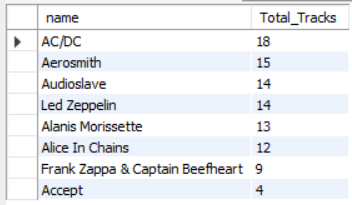 name Total_Tracks
AC/DC 18
Aerosmith 15
Audioslave 14
Led Zeppelin 14
Alanis Morissette 13
Alice In Chains 12
Frank Zappa & Captain Beefheart 9
Accept 4